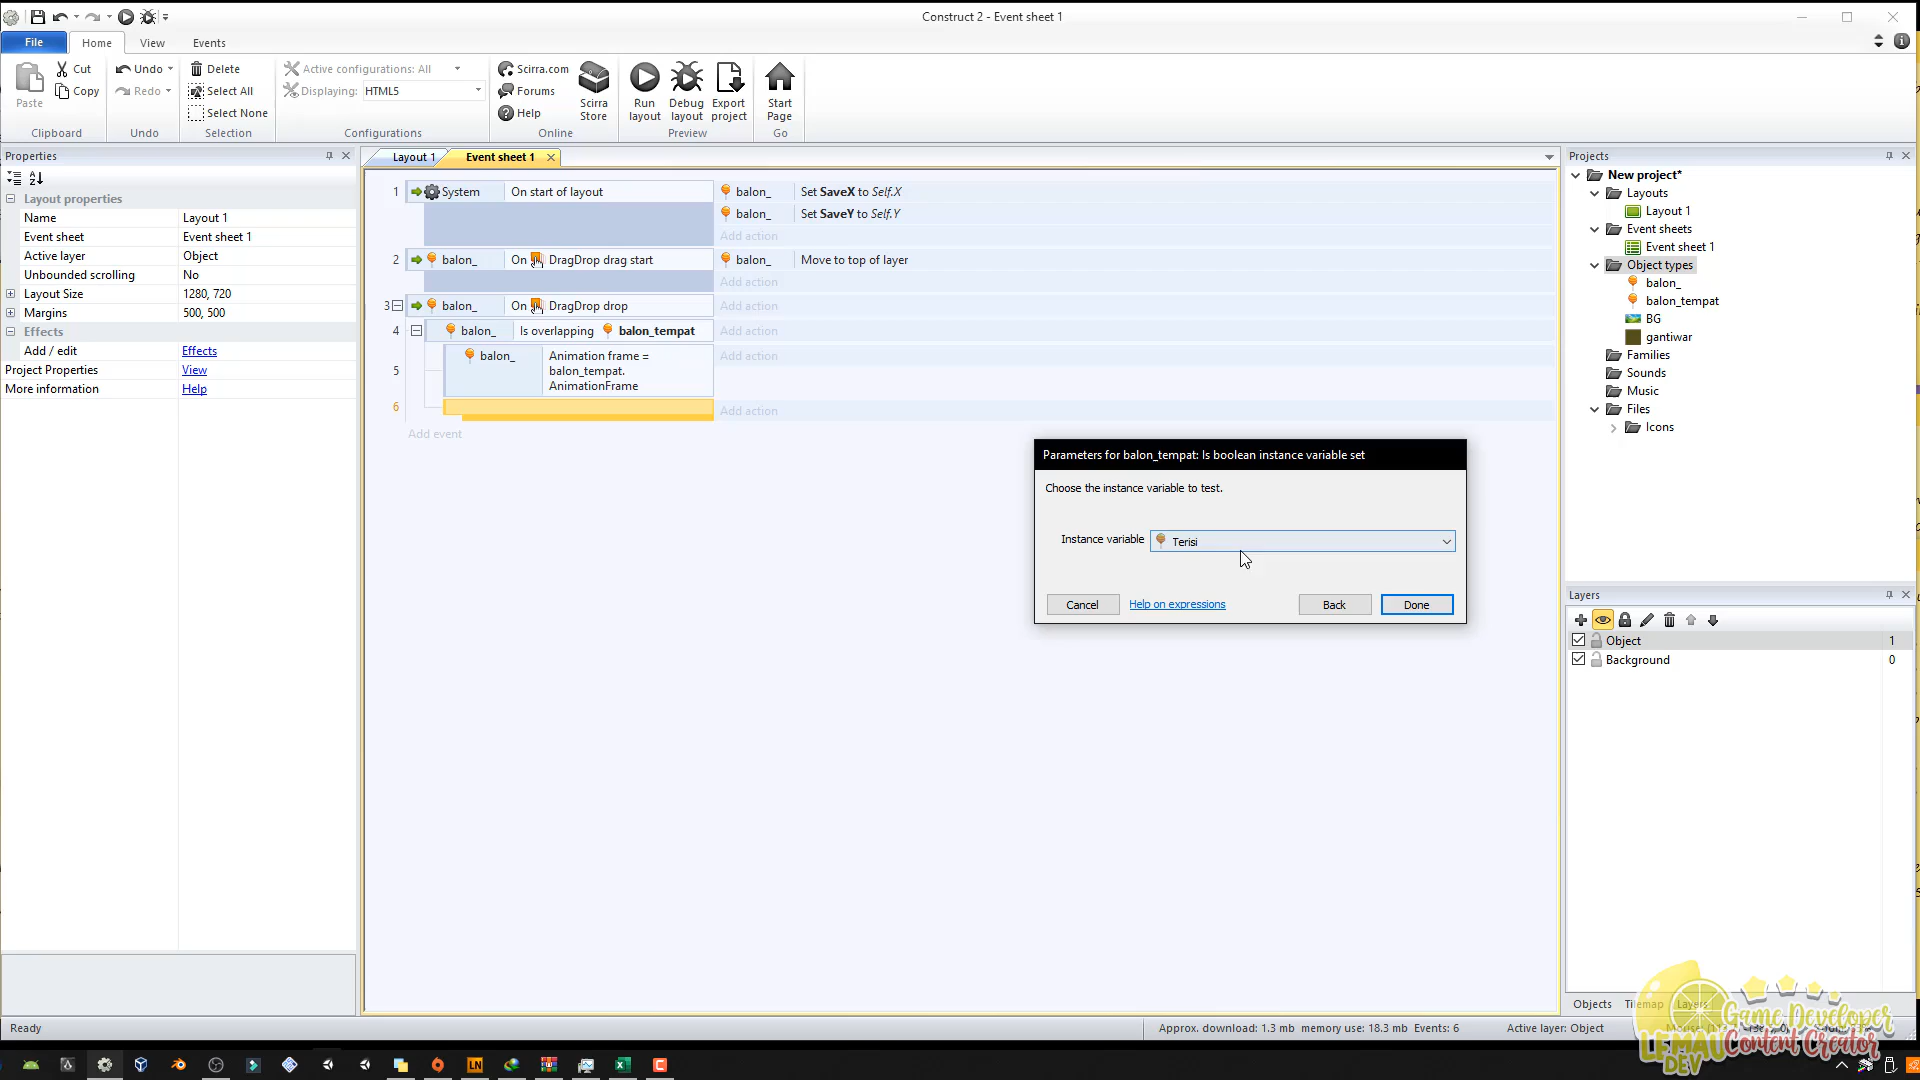 Construct 2 - Event sheet 1
File Home View Events
Paste
Cut
Copy
Clipboard
Undo
Redo
Undo
Delete
Select All
Select None
Selection
Active configurations: All
Displaying: HTML5
Configurations
Scirra.com
Forums
Help
Scirra Store
Online
Run layout
Debug layout
Export project
Preview
Start Page
Go
Properties
Layout properties
Name Layout 1
Event sheet Event sheet 1
Active layer Object
Unbounded scrolling No
Layout Size 1280, 720
Margins 500, 500
Effects
Add / edit Effects
Project Properties View
More information Help
Layout 1 Event sheet 1
1 System On start of layout balon_ Set SaveX to Self.X
balon_ Set SaveY to Self.Y
Add action
2 balon_ On DragDrop drag start balon_ Move to top of layer
Add action
3 balon_ On DragDrop drop Add action
4 balon_ Is overlapping balon_tempat Add action
5 balon_ Animation frame = balon_tempat. AnimationFrame Add action
6 Add action
Add event
Parameters for balon_tempat: Is boolean instance variable set
Choose the instance variable to test.
Instance variable Terisi
Cancel Help on expressions Back Done
Projects
New project*
Layouts
Layout 1
Event sheets
Event sheet 1
Object types
balon_
balon_tempat
BG
gantiwar
Families
Sounds
Music
Files
Icons
Layers
Object 1
Background 0
Objects Tilemap Layers
Ready Approx. download: 1.3 mb memory use: 18.3 mb Events: 6 Active layer: Object
Game Developer
LEMAU Content Creator
DEV